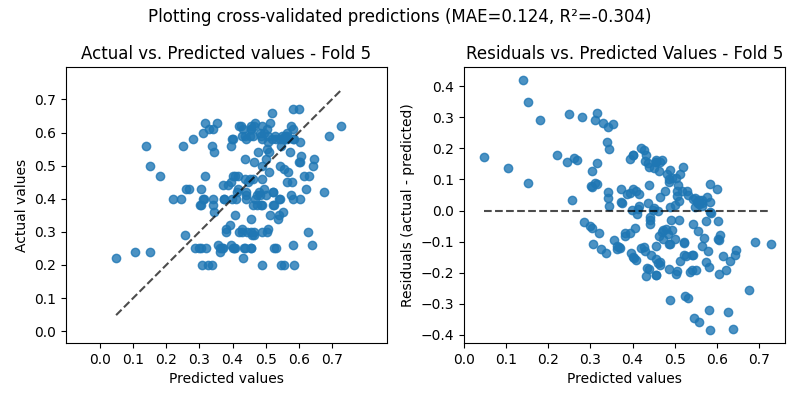 Plotting cross-validated predictions (MAE=0.124, R²=-0.304)
Actual vs. Predicted values - Fold 5
Actual values
0.7
0.6
0.5
0.4
0.3
0.2
0.1
0.0
0.0 0.1 0.2 0.3 0.4 0.5 0.6 0.7
Predicted values
Residuals vs. Predicted Values - Fold 5
Residuals (actual - predicted)
0.4
0.3
0.2
0.1
0.0
−0.1
−0.2
−0.3
−0.4
0.0 0.1 0.2 0.3 0.4 0.5 0.6 0.7
Predicted values